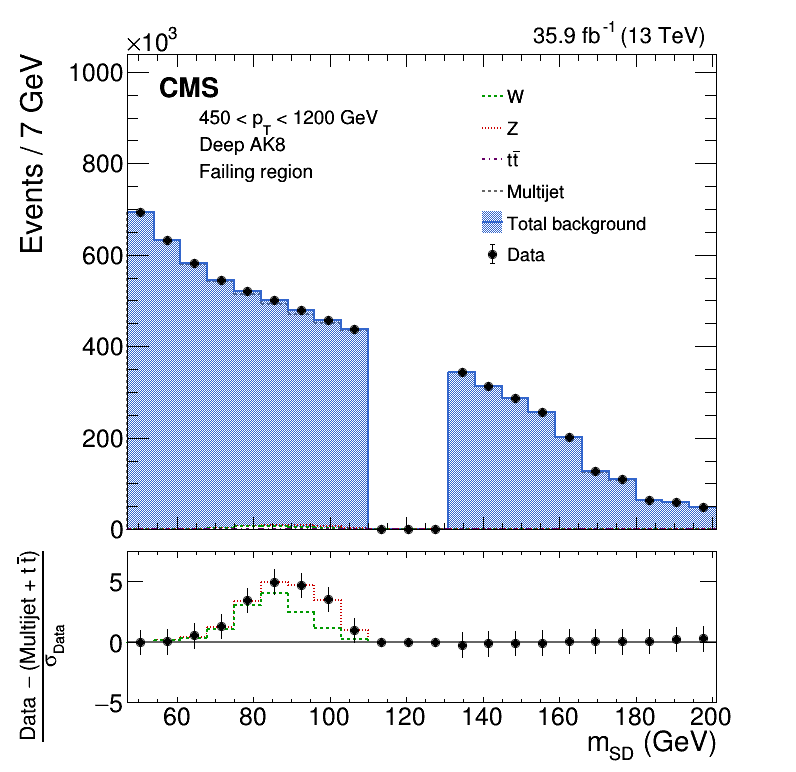 ×10³
35.9 fb⁻¹ (13 TeV)
Events / 7 GeV
1000
800
600
400
200
0
CMS
450 < p_T < 1200 GeV
Deep AK8
Failing region
W
Z
tt̅
Multijet
Total background
Data
Data − (Multijet + tt̅)
σ_Data
5
0
−5
60 80 100 120 140 160 180 200
m_SD (GeV)